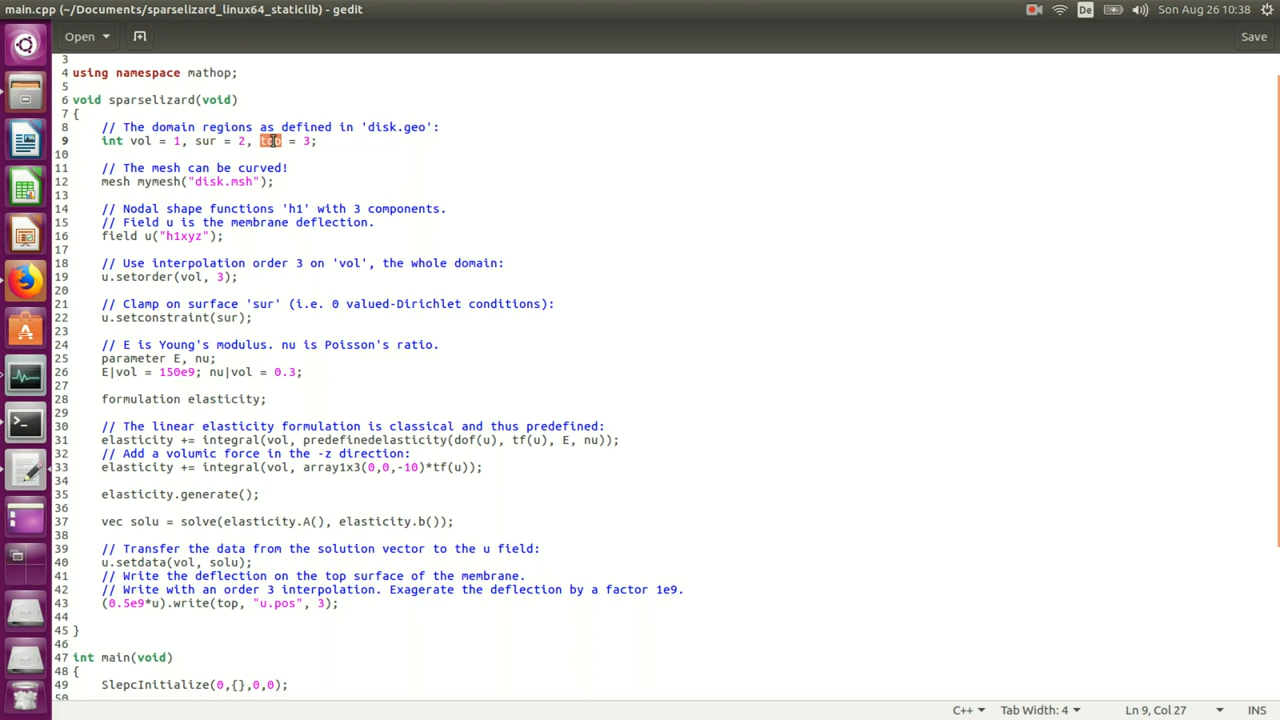 main.cpp (~/Documents/sparselizard_linux64_staticlib) - gedit
De
Sun Aug 26 10:38
Open
Save
3
4 using namespace mathop;
5
6 void sparselizard(void)
7 {
8 // The domain regions as defined in 'disk.geo':
9 int vol = 1, sur = 2, top = 3;
10
11 // The mesh can be curved!
12 mesh mymesh("disk.msh");
13
14 // Nodal shape functions 'h1' with 3 components.
15 // Field u is the membrane deflection.
16 field u("h1xyz");
17
18 // Use interpolation order 3 on 'vol', the whole domain:
19 u.setorder(vol, 3);
20
21 // Clamp on surface 'sur' (i.e. 0 valued-Dirichlet conditions):
22 u.setconstraint(sur);
23
24 // E is Young's modulus. nu is Poisson's ratio.
25 parameter E, nu;
26 E|vol = 150e9; nu|vol = 0.3;
27
28 formulation elasticity;
29
30 // The linear elasticity formulation is classical and thus predefined:
31 elasticity += integral(vol, predefinedelasticity(dof(u), tf(u), E, nu));
32 // Add a volumic force in the -z direction:
33 elasticity += integral(vol, array1x3(0,0,-10)*tf(u));
34
35 elasticity.generate();
36
37 vec solu = solve(elasticity.A(), elasticity.b());
38
39 // Transfer the data from the solution vector to the u field:
40 u.setdata(vol, solu);
41 // Write the deflection on the top surface of the membrane.
42 // Write with an order 3 interpolation. Exagerate the deflection by a factor 1e9.
43 (0.5e9*u).write(top, "u.pos", 3);
44
45 }
46
47 int main(void)
48 {
49 SlepcInitialize(0,{},0,0);
50
C++
Tab Width: 4
Ln 9, Col 27
INS